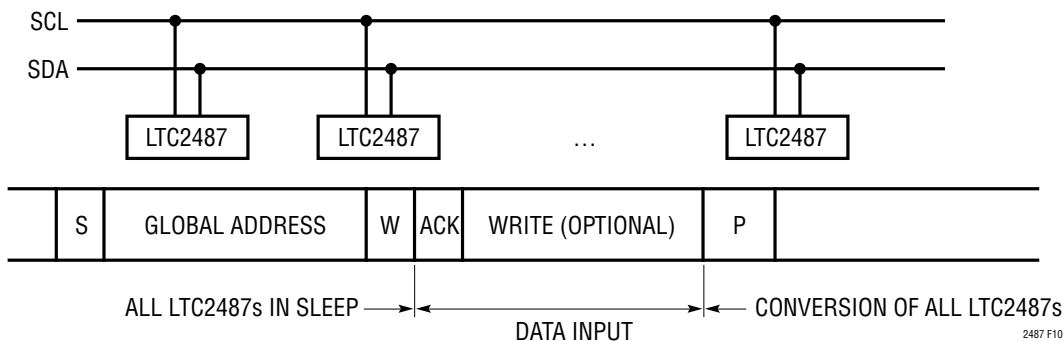 SCL
SDA
LTC2487 LTC2487 ... LTC2487
S GLOBAL ADDRESS W ACK WRITE (OPTIONAL) P
ALL LTC2487s IN SLEEP DATA INPUT CONVERSION OF ALL LTC2487s
2487 F10